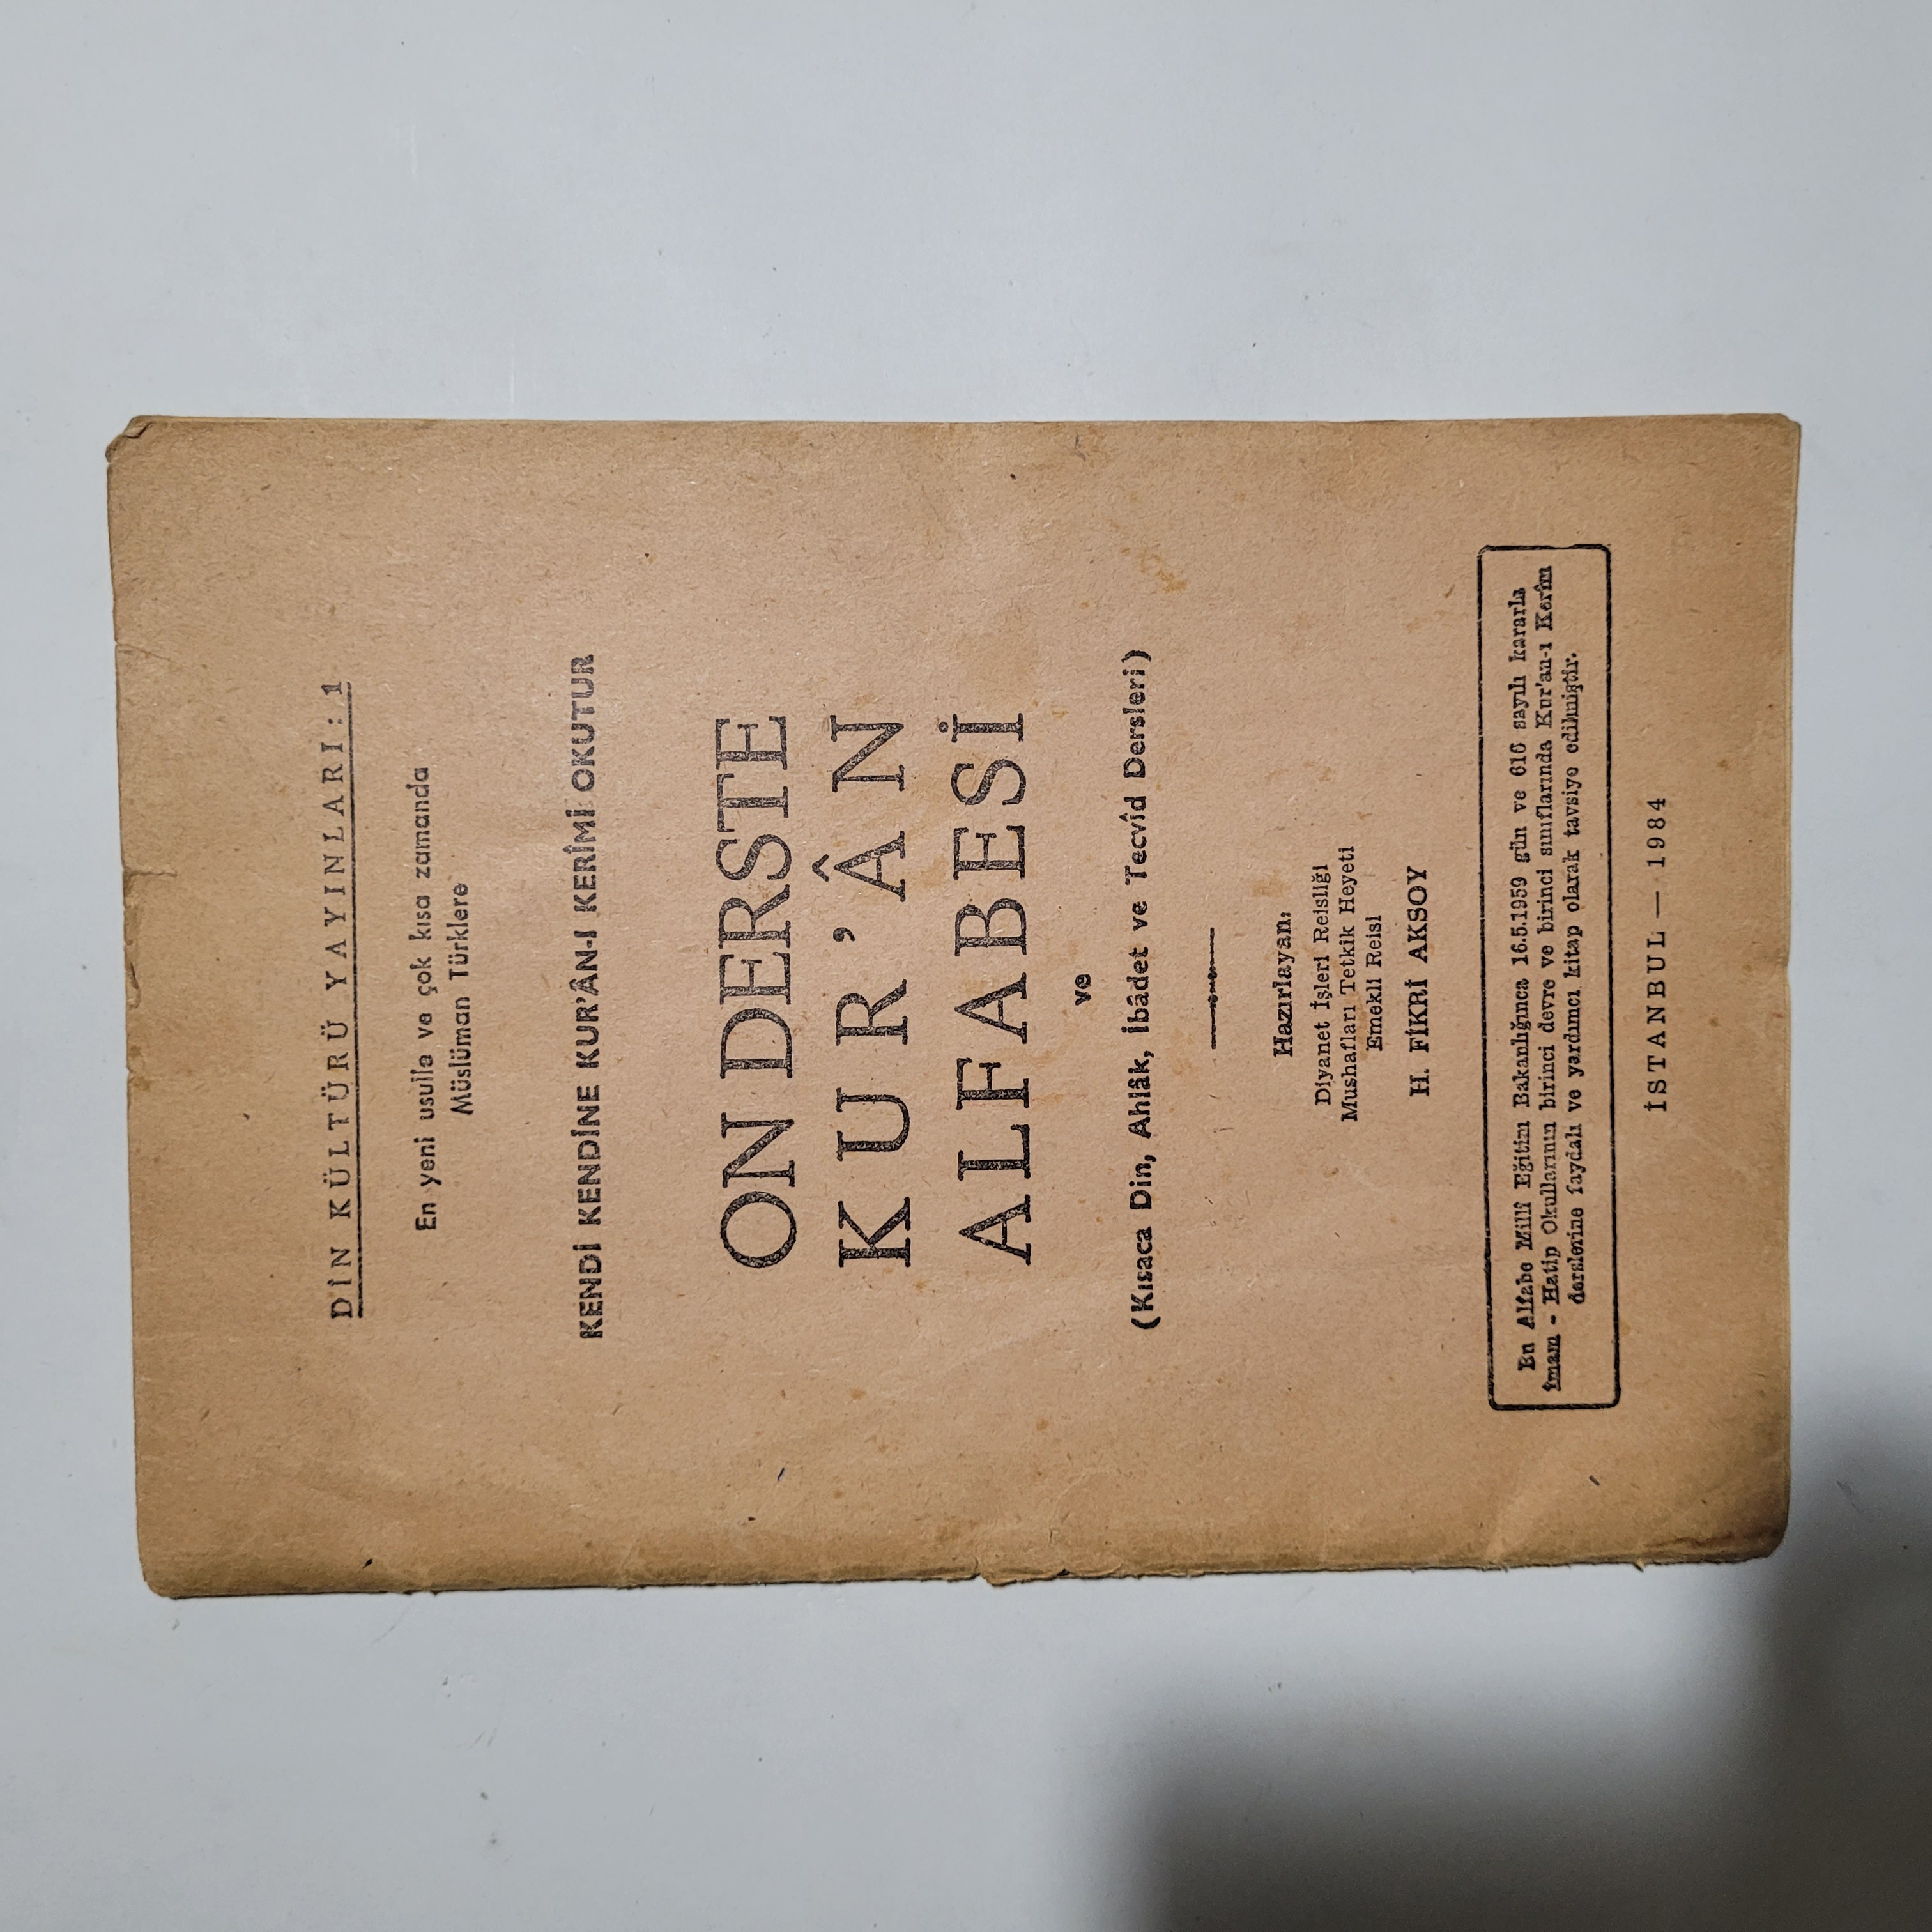 DİN KÜLTÜRÜ YAYINLARI: 1
En yeni usulle ve çok kısa zamanda
Müslüman Türklere
KENDİ KENDİNE KUR'ÂN-I KERÎMİ OKUTUR
ON DERSTE
KUR'ÂN
ALFABESİ
ve
(Kısaca Din, Ahlâk, İbâdet ve Tecvîd Dersleri)
Hazırlayan:
Diyanet İşleri Reisliği
Mushafları Tetkik Heyeti
Emekli Reisi
H. FİKRİ AKSOY
Bu Alfabe Millî Eğitim Bakanlığınca 16.5.1959 gün ve 616 sayılı kararla
İmam - Hatip Okullarının birinci devre ve birinci sınıflarında Kur'an-ı Kerîm
derslerine faydalı ve yardımcı kitap olarak tavsiye edilmiştir.
İSTANBUL — 1984